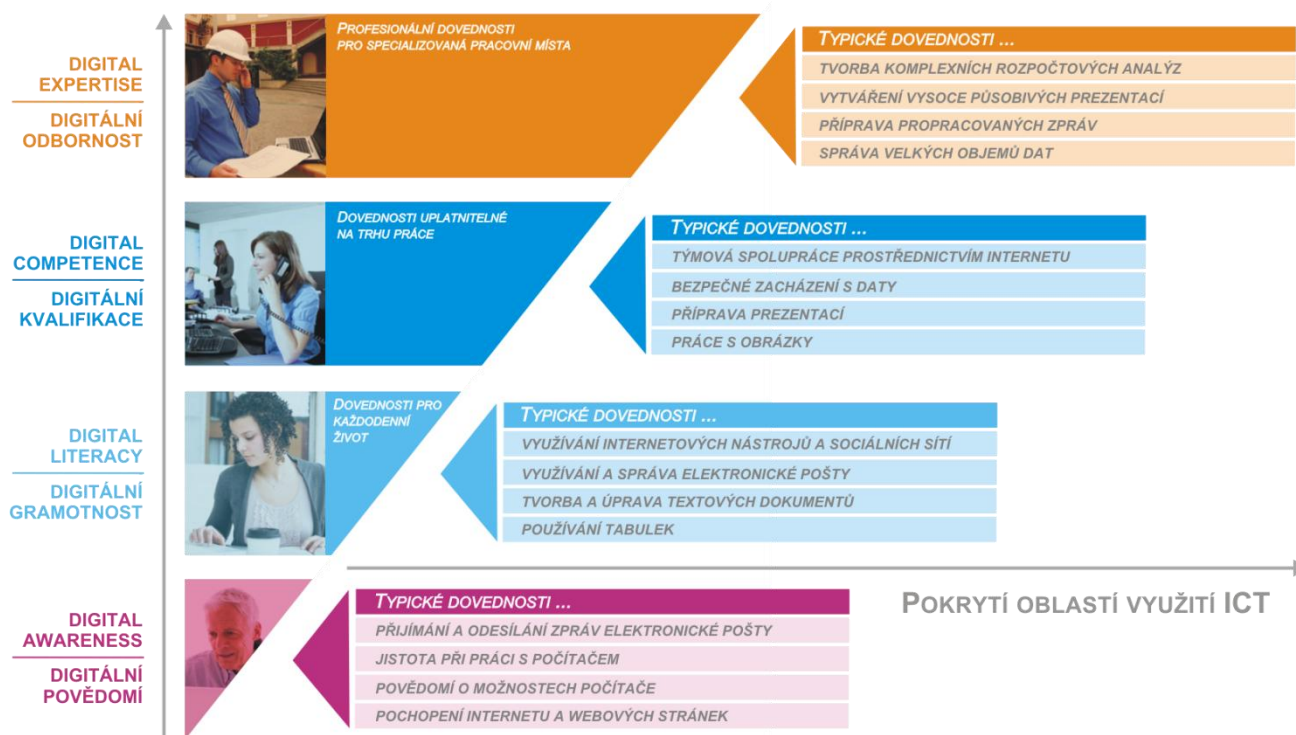 DIGITAL
EXPERTISE
DIGITÁLNÍ
ODBORNOST
PROFESIONÁLNÍ DOVEDNOSTI
PRO SPECIALIZOVANÁ PRACOVNÍ MÍSTA
TYPICKÉ DOVEDNOSTI ...
TVORBA KOMPLEXNÍCH ROZPOČTOVÝCH ANALÝZ
VYTVÁŘENÍ VYSOCE PŮSOBIVÝCH PREZENTACÍ
PŘÍPRAVA PROPRACOVANÝCH ZPRÁV
SPRÁVA VELKÝCH OBJEMŮ DAT
DIGITAL
COMPETENCE
DIGITÁLNÍ
KVALIFIKACE
DOVEDNOSTI UPLATNITELNÉ
NA TRHU PRÁCE
TYPICKÉ DOVEDNOSTI ...
TÝMOVÁ SPOLUPRÁCE PROSTŘEDNICTVÍM INTERNETU
BEZPEČNÉ ZACHÁZENÍ S DATY
PŘÍPRAVA PREZENTACÍ
PRÁCE S OBRÁZKY
DIGITAL
LITERACY
DIGITÁLNÍ
GRAMOTNOST
DOVEDNOSTI PRO
KAŽDODENNÍ
ŽIVOT
TYPICKÉ DOVEDNOSTI ...
VYUŽÍVÁNÍ INTERNETOVÝCH NÁSTROJŮ A SOCIÁLNÍCH SÍTÍ
VYUŽÍVÁNÍ A SPRÁVA ELEKTRONICKÉ POŠTY
TVORBA A ÚPRAVA TEXTOVÝCH DOKUMENTŮ
POUŽÍVÁNÍ TABULEK
POKRYTÍ OBLASTÍ VYUŽITÍ ICT
DIGITAL
AWARENESS
DIGITÁLNÍ
POVĚDOMÍ
TYPICKÉ DOVEDNOSTI ...
PŘIJÍMÁNÍ A ODESÍLÁNÍ ZPRÁV ELEKTRONICKÉ POŠTY
JISTOTA PŘI PRÁCI S POČÍTAČEM
POVĚDOMÍ O MOŽNOSTECH POČÍTAČE
POCHOPENÍ INTERNETU A WEBOVÝCH STRÁNEK